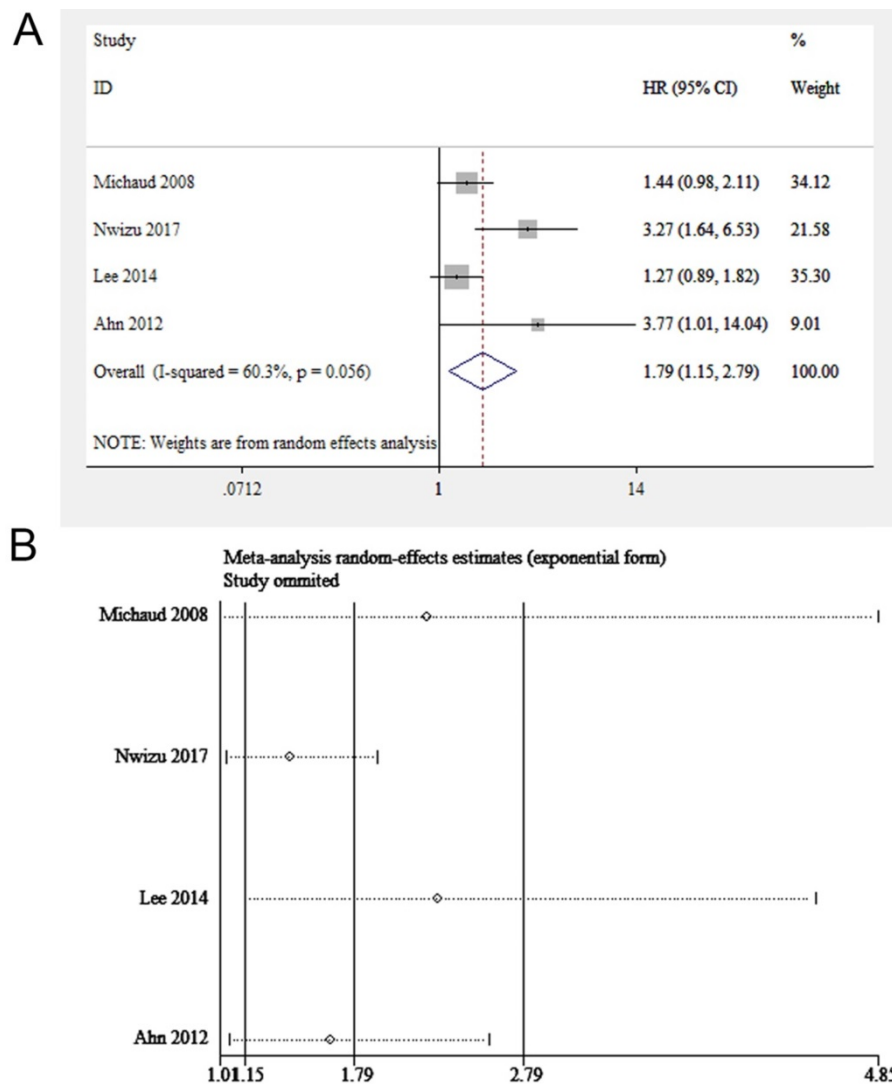 A
Study %
ID HR (95% CI) Weight
Michaud 2008 1.44 (0.98, 2.11) 34.12
Nwizu 2017 3.27 (1.64, 6.53) 21.58
Lee 2014 1.27 (0.89, 1.82) 35.30
Ahn 2012 3.77 (1.01, 14.04) 9.01
Overall (I-squared = 60.3%, p = 0.056) 1.79 (1.15, 2.79) 100.00
NOTE: Weights are from random effects analysis
.0712 1 14
B
Meta-analysis random-effects estimates (exponential form)
Study ommited
Michaud 2008
Nwizu 2017
Lee 2014
Ahn 2012
1.01 1.15 1.79 2.79